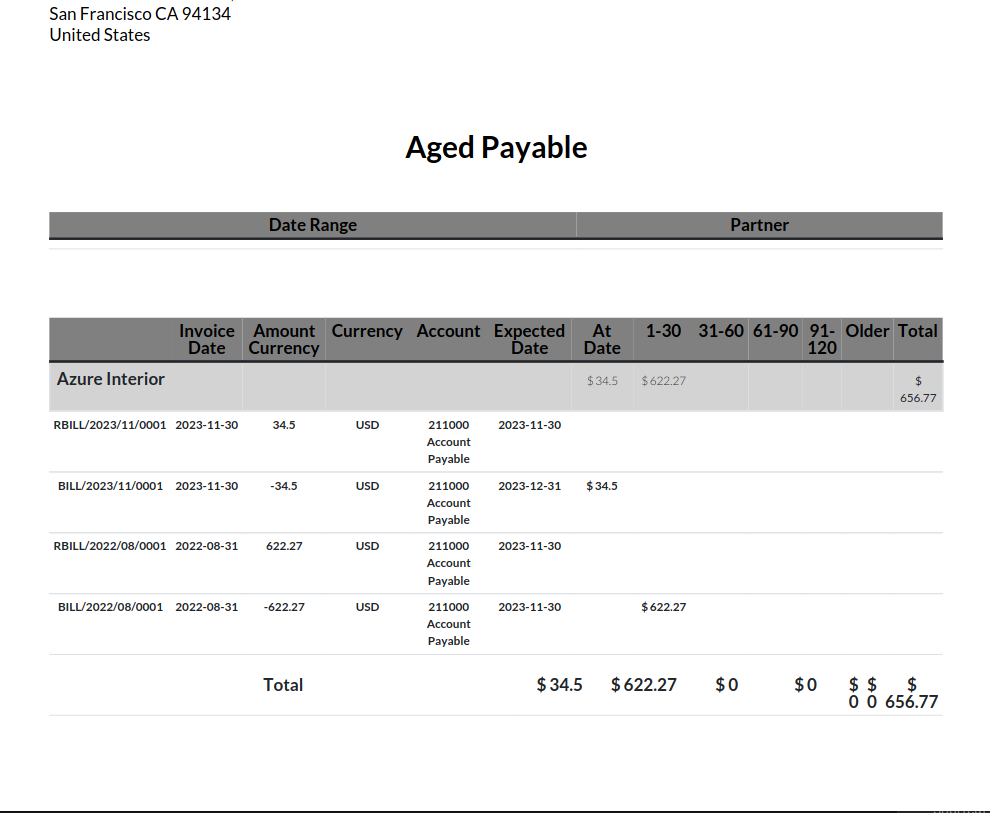 San Francisco CA 94134
United States
Aged Payable
Date Range Partner
Invoice Date Amount Currency Currency Account Expected Date At Date 1-30 31-60 61-90 91-120 Older Total
Azure Interior $ 34.5 $ 622.27 $ 656.77
RBILL/2023/11/0001 2023-11-30 34.5 USD 211000 Account Payable 2023-11-30
BILL/2023/11/0001 2023-11-30 -34.5 USD 211000 Account Payable 2023-12-31 $ 34.5
RBILL/2022/08/0001 2022-08-31 622.27 USD 211000 Account Payable 2023-11-30
BILL/2022/08/0001 2022-08-31 -622.27 USD 211000 Account Payable 2023-11-30 $ 622.27
Total $ 34.5 $ 622.27 $ 0 $ 0 $ 0 $ 0 $ 656.77